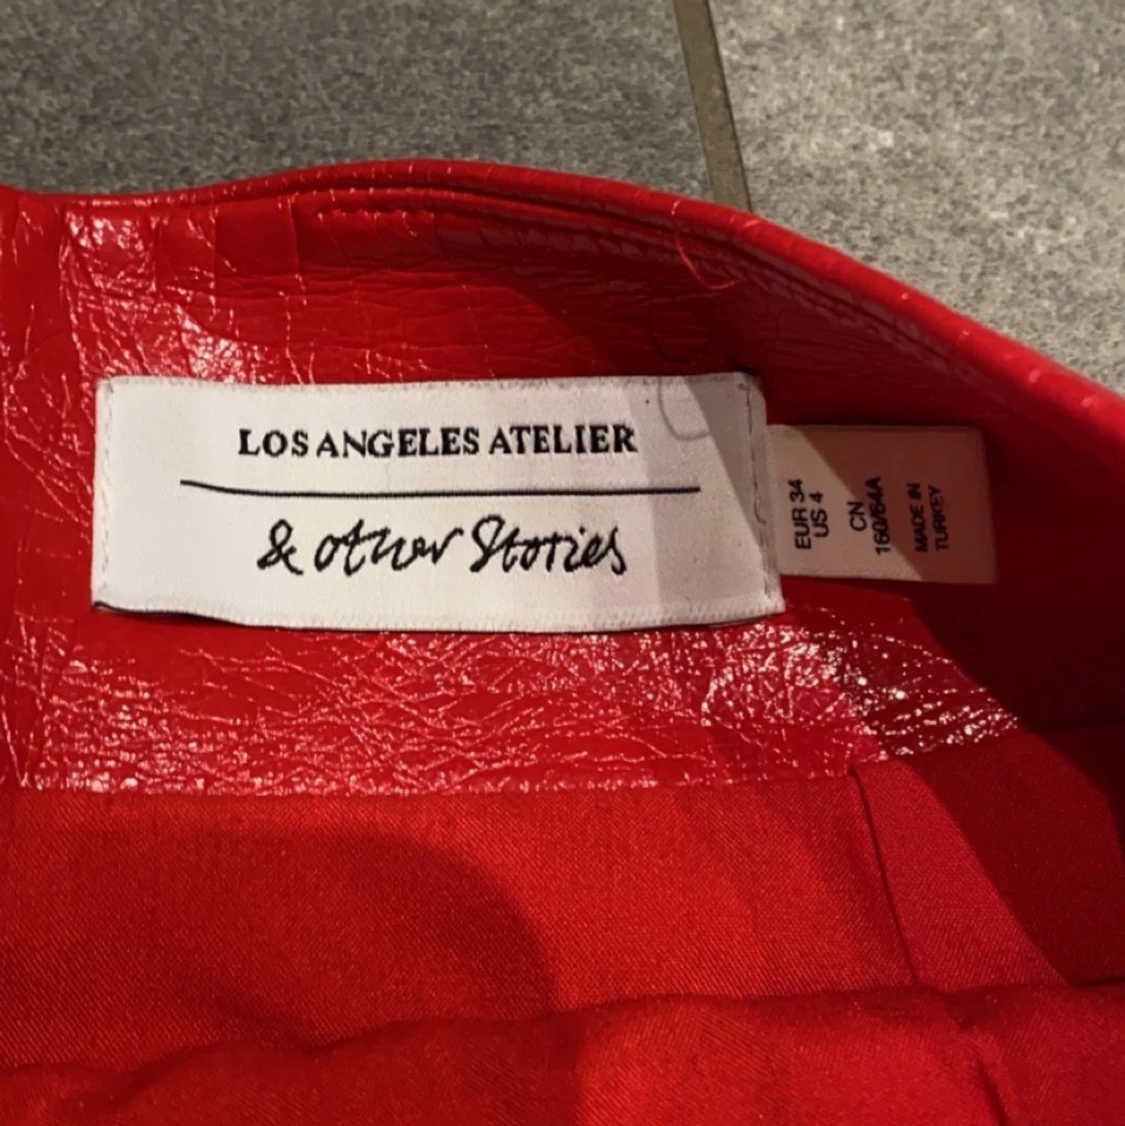 LOS ANGELES ATELIER
& other Stories
EUR 34
US 4
CN
160/64A
MADE IN
TURKEY